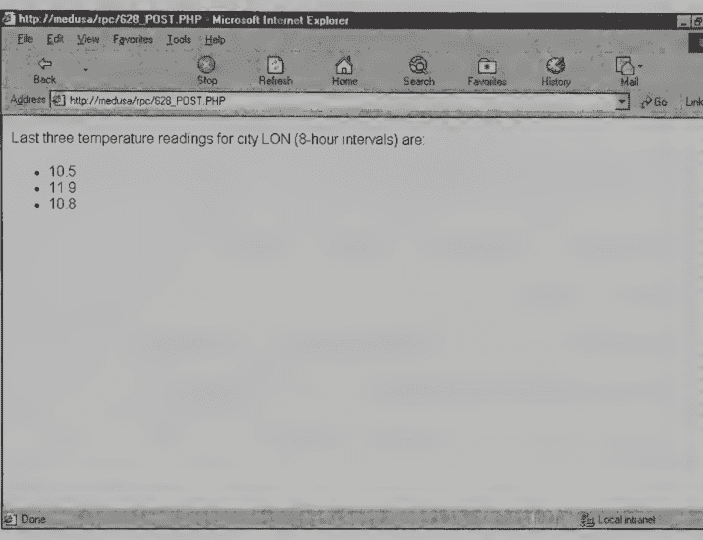 http://medusa/rpc/628_POST.PHP - Microsoft Internet Explorer
File Edit View Favorites Tools Help
Back Stop Refresh Home Search Favorites History Mail
Address http://medusa/rpc/628_POST.PHP Go Link
Last three temperature readings for city LON (8-hour intervals) are:
• 10.5
• 11.9
• 10.8
Done Local intranet